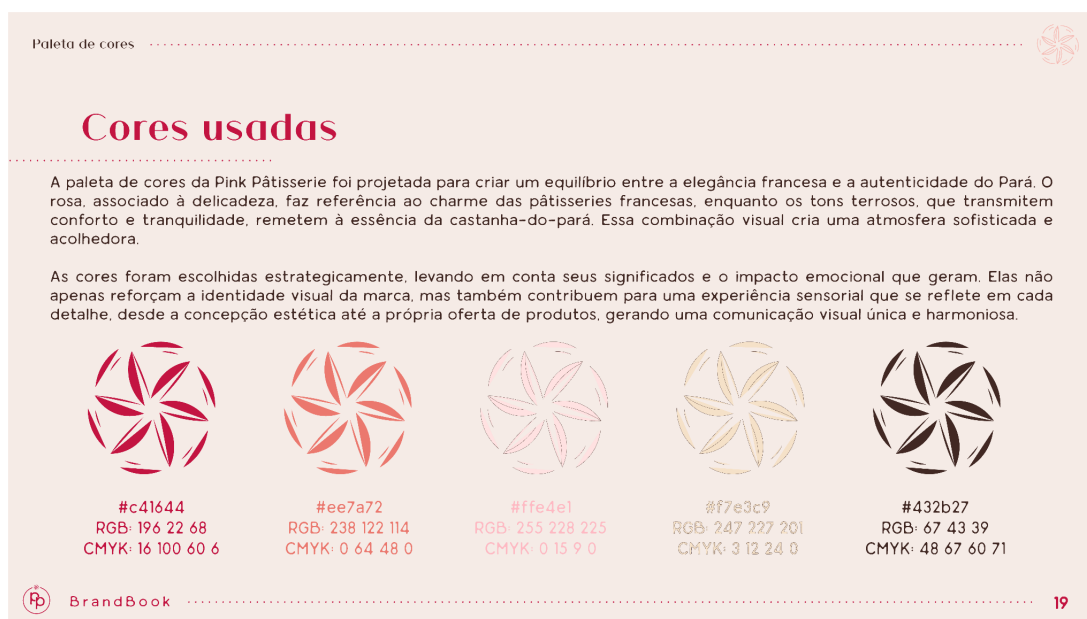 Paleta de cores
Cores usadas
A paleta de cores da Pink Pâtisserie foi projetada para criar um equilíbrio entre a elegância francesa e a autenticidade do Pará. O
rosa, associado à delicadeza, faz referência ao charme das pâtisseries francesas, enquanto os tons terrosos, que transmitem
conforto e tranquilidade, remetem à essência da castanha-do-pará. Essa combinação visual cria uma atmosfera sofisticada e
acolhedora.
As cores foram escolhidas estrategicamente, levando em conta seus significados e o impacto emocional que geram. Elas não
apenas reforçam a identidade visual da marca, mas também contribuem para uma experiência sensorial que se reflete em cada
detalhe, desde a concepção estética até a própria oferta de produtos, gerando uma comunicação visual única e harmoniosa.
#c41644
RGB: 196 22 68
CMYK: 16 100 60 6
#ee7a72
RGB: 238 122 114
CMYK: 0 64 48 0
#ffe4e1
RGB: 255 228 225
CMYK: 0 15 9 0
#f7e3c9
RGB: 247 227 201
CMYK: 3 12 24 0
#432b27
RGB: 67 43 39
CMYK: 48 67 60 71
Pp
BrandBook
19